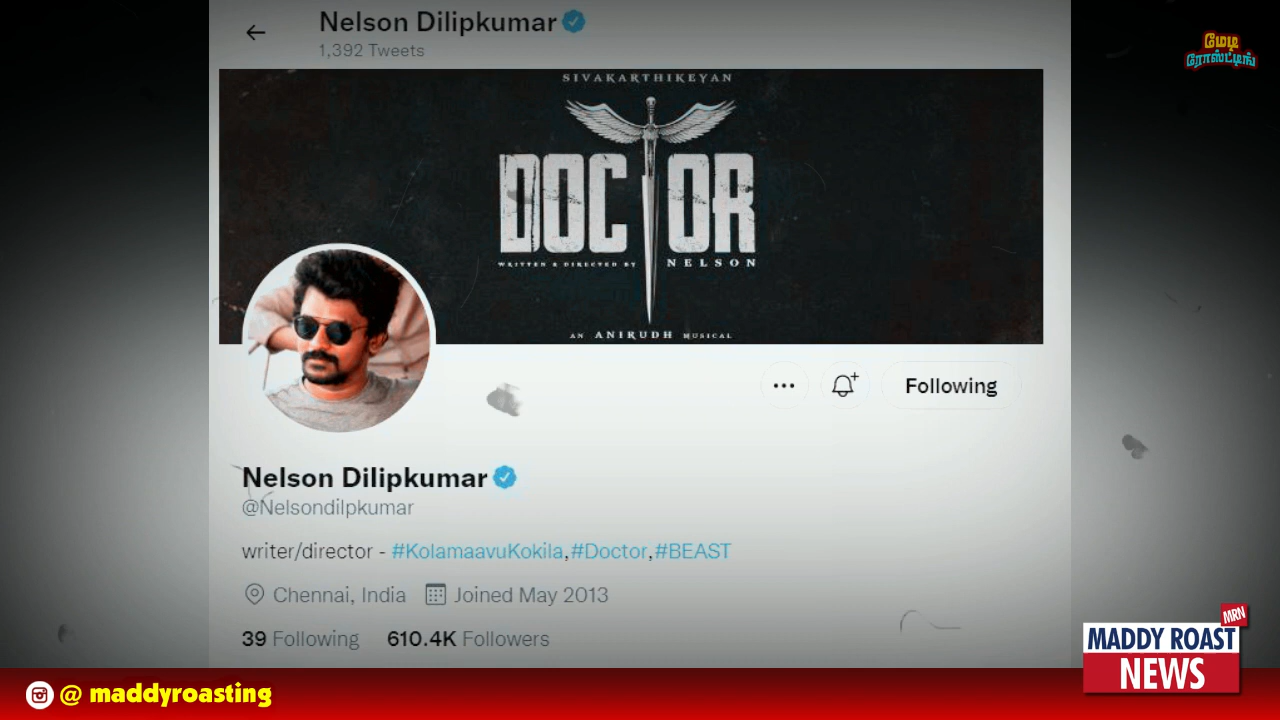 Nelson Dilipkumar
1,392 Tweets
மேடி
ரோஸ்ட்டிங்
SIVAKARTHIKEYAN
DOCTOR
WRITTEN & DIRECTED BY NELSON
AN ANIRUDH MUSICAL
Following
Nelson Dilipkumar
@Nelsondilpkumar
writer/director - #KolamaavuKokila,#Doctor,#BEAST
Chennai, India Joined May 2013
39 Following 610.4K Followers
MRN
MADDY ROAST
NEWS
@ maddyroasting